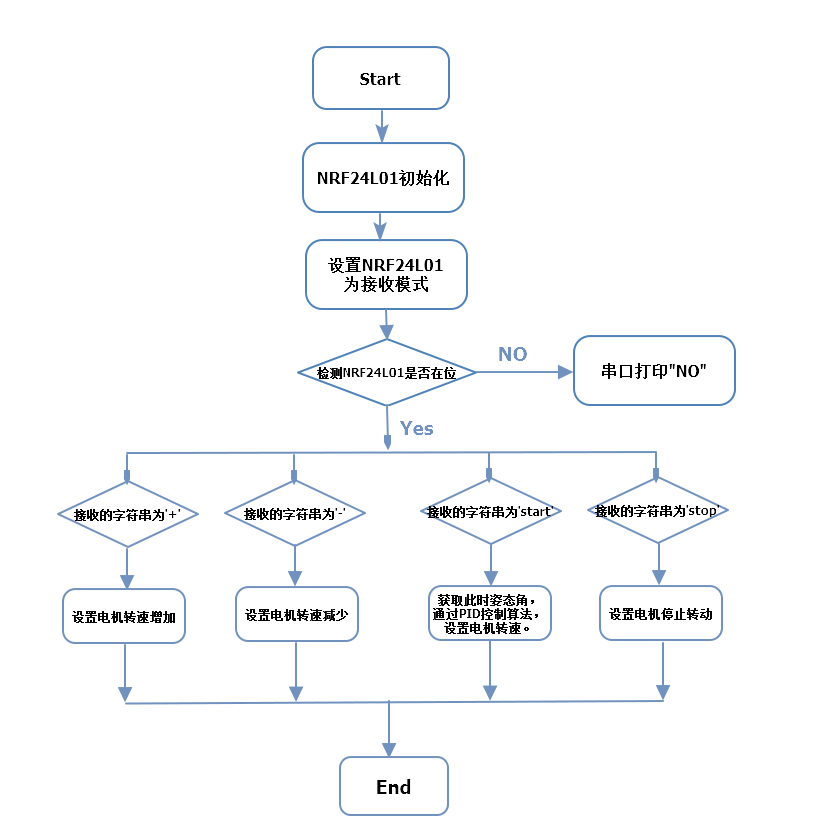 Start
NRF24L01初始化
设置NRF24L01
为接收模式
检测NRF24L01是否在位
NO
串口打印"NO"
Yes
接收的字符串为'+'
接收的字符串为'-'
接收的字符串为'start'
接收的字符串为'stop'
设置电机转速增加
设置电机转速减少
获取此时姿态角，
通过PID控制算法，
设置电机转速。
设置电机停止转动
End